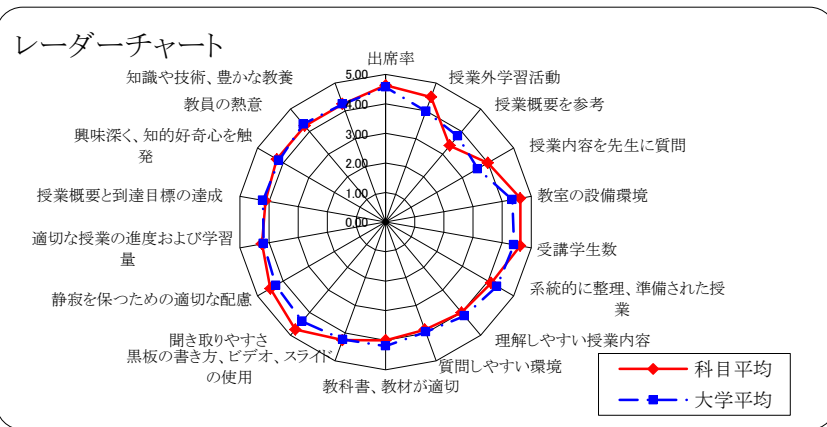 レーダーチャート
出席率
授業外学習活動
授業概要を参考
授業内容を先生に質問
教室の設備環境
受講学生数
系統的に整理、準備された授
業
理解しやすい授業内容
質問しやすい環境
教科書、教材が適切
黒板の書き方、ビデオ、スライド
の使用
聞き取りやすさ
静寂を保つための適切な配慮
適切な授業の進度および学習
量
授業概要と到達目標の達成
興味深く、知的好奇心を触
発
教員の熱意
知識や技術、豊かな教養
5.00
4.00
3.00
2.00
1.00
0.00
科目平均
大学平均